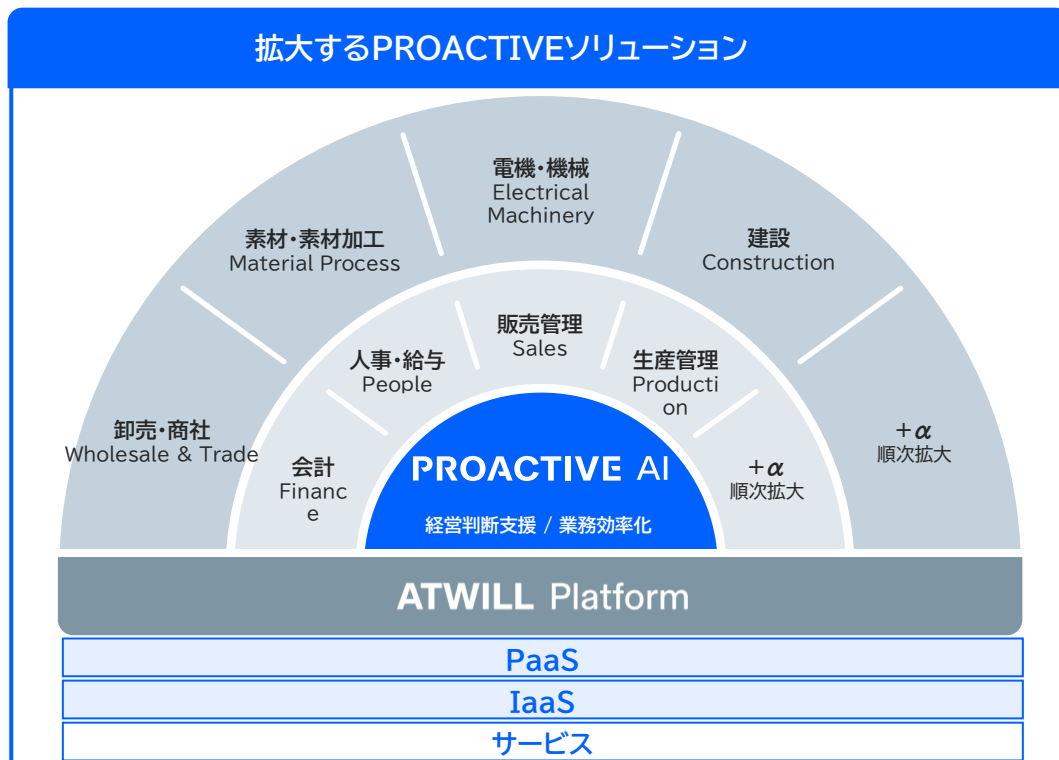 拡大するPROACTIVEソリューション
電機・機械
Electrical
Machinery
素材・素材加工
Material Process
建設
Construction
卸売・商社
Wholesale & Trade
+α
順次拡大
販売管理
Sales
人事・給与
People
生産管理
Producti
on
会計
Financ
e
+α
順次拡大
PROACTIVE AI
経営判断支援 / 業務効率化
ATWILL Platform
PaaS
IaaS
サービス